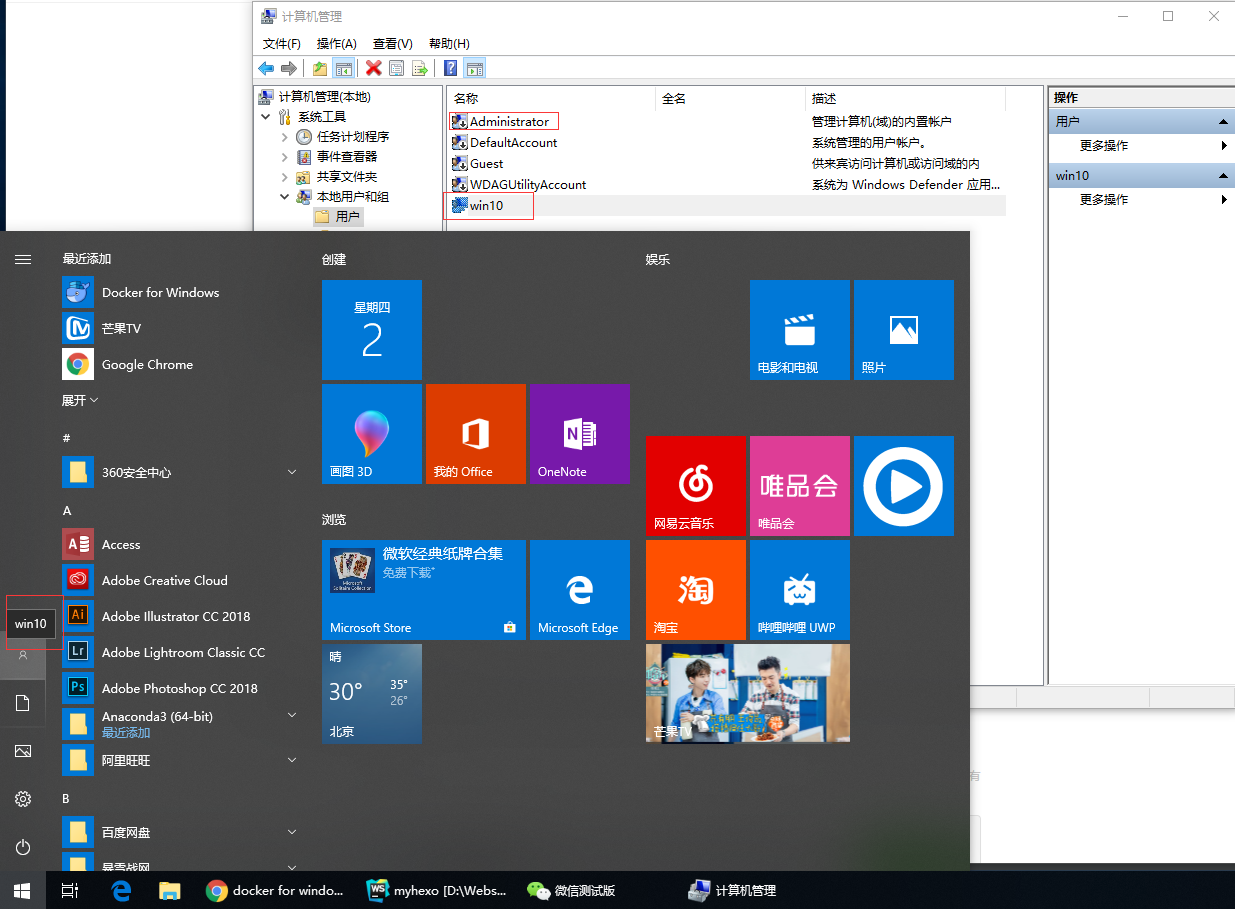 计算机管理
文件(F) 操作(A) 查看(V) 帮助(H)
计算机管理(本地)
系统工具
任务计划程序
事件查看器
共享文件夹
本地用户和组
用户
名称 全名 描述
Administrator 管理计算机(域)的内置帐户
DefaultAccount 系统管理的用户帐户。
Guest 供来宾访问计算机或访问域的内
WDAGUtilityAccount 系统为 Windows Defender 应用...
win10
操作
用户
更多操作
win10
更多操作
最近添加
Docker for Windows
芒果TV
Google Chrome
展开
#
360安全中心
A
Access
Adobe Creative Cloud
Adobe Illustrator CC 2018
Adobe Lightroom Classic CC
Adobe Photoshop CC 2018
Anaconda3 (64-bit)
最近添加
阿里旺旺
B
百度网盘
暴雪战网
win10
创建
星期四
2
画图 3D
我的 Office
OneNote
浏览
微软经典纸牌合集
免费下载*
Microsoft Store
Microsoft Edge
晴
30°
35°
26°
北京
娱乐
电影和电视
照片
网易云音乐
唯品会
唯品会
淘
淘宝
哔哩哔哩 UWP
芒果TV
有
docker for windo...
myhexo [D:\Webs...
微信测试版
计算机管理